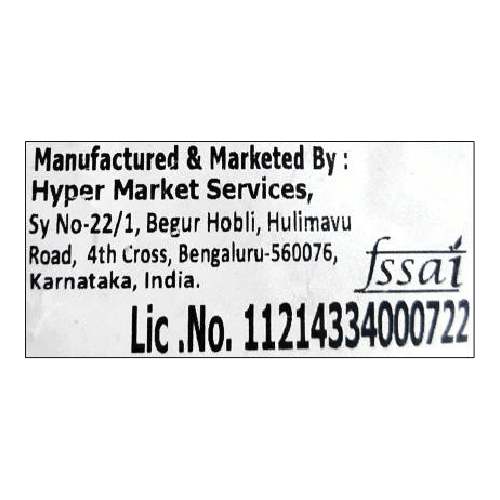 Manufactured & Marketed By :
Hyper Market Services,
Sy No-22/1, Begur Hobli, Hulimavu
Road, 4th Cross, Bengaluru-560076,
Karnataka, India.
fssai
Lic .No. 11214334000722